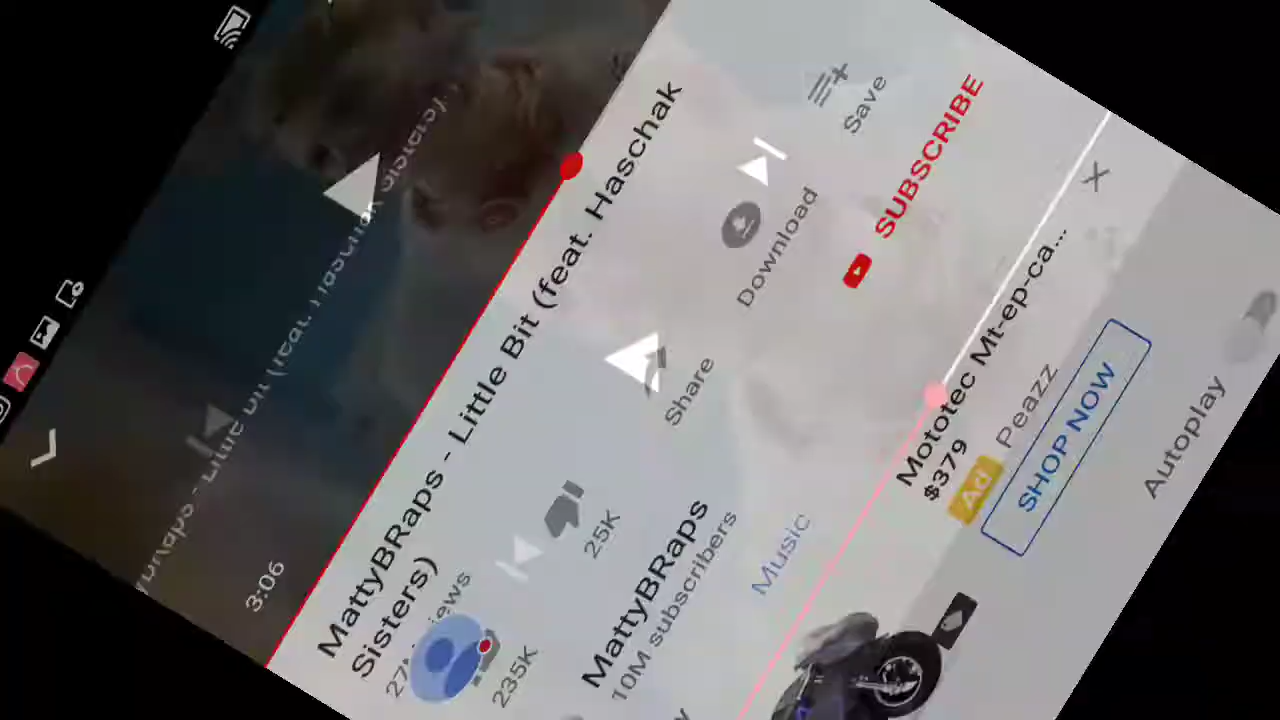 3:06
MattyBRaps - Little Bit (feat. Haschak
Sisters)
235K
25K
Share
Download
Save
MattyBRaps
10M subscribers
SUBSCRIBE
Music
Mototec Mt-ep-ca...
$379
Ad Peazz
SHOP NOW
Autoplay